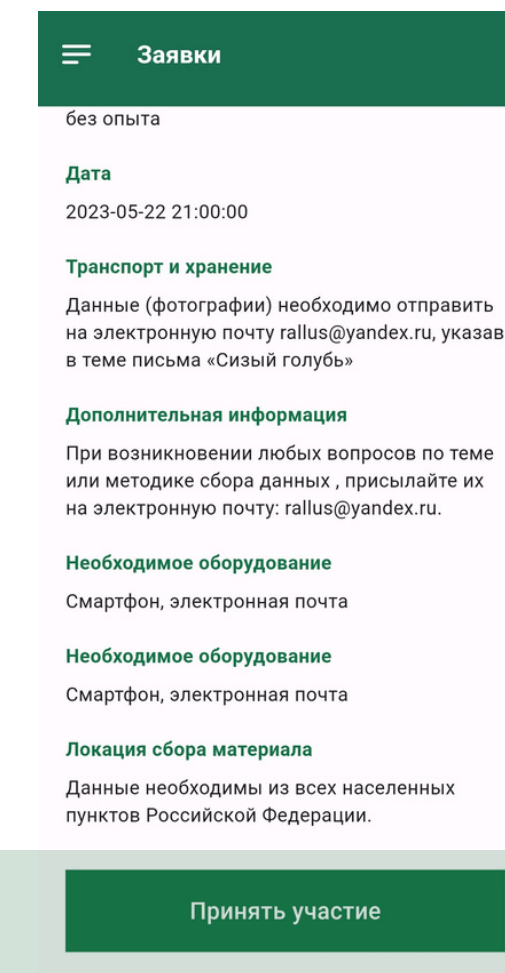 Заявки
без опыта
Дата
2023-05-22 21:00:00
Транспорт и хранение
Данные (фотографии) необходимо отправить
на электронную почту rallus@yandex.ru, указав
в теме письма «Сизый голубь»
Дополнительная информация
При возникновении любых вопросов по теме
или методике сбора данных , присылайте их
на электронную почту: rallus@yandex.ru.
Необходимое оборудование
Смартфон, электронная почта
Необходимое оборудование
Смартфон, электронная почта
Локация сбора материала
Данные необходимы из всех населенных
пунктов Российской Федерации.
Принять участие